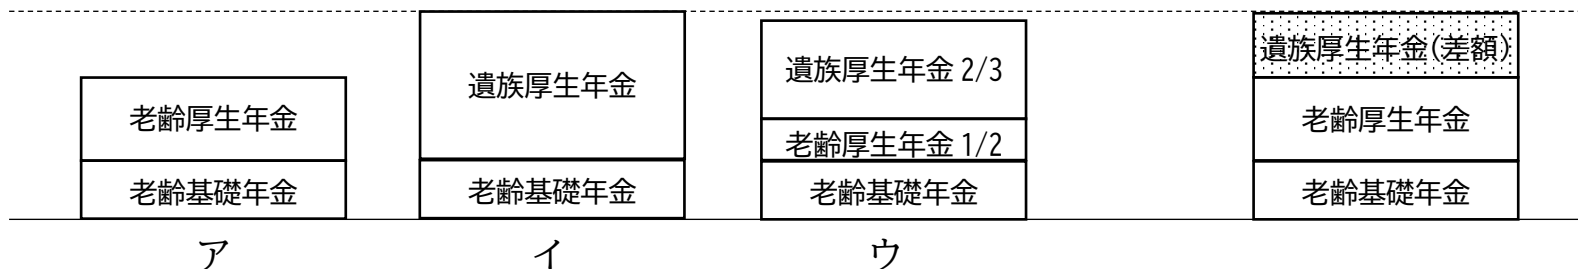 老齢厚生年金
老齢基礎年金
ア
遺族厚生年金
老齢基礎年金
イ
遺族厚生年金 2/3
老齢厚生年金 1/2
老齢基礎年金
ウ
遺族厚生年金(差額)
老齢厚生年金
老齢基礎年金